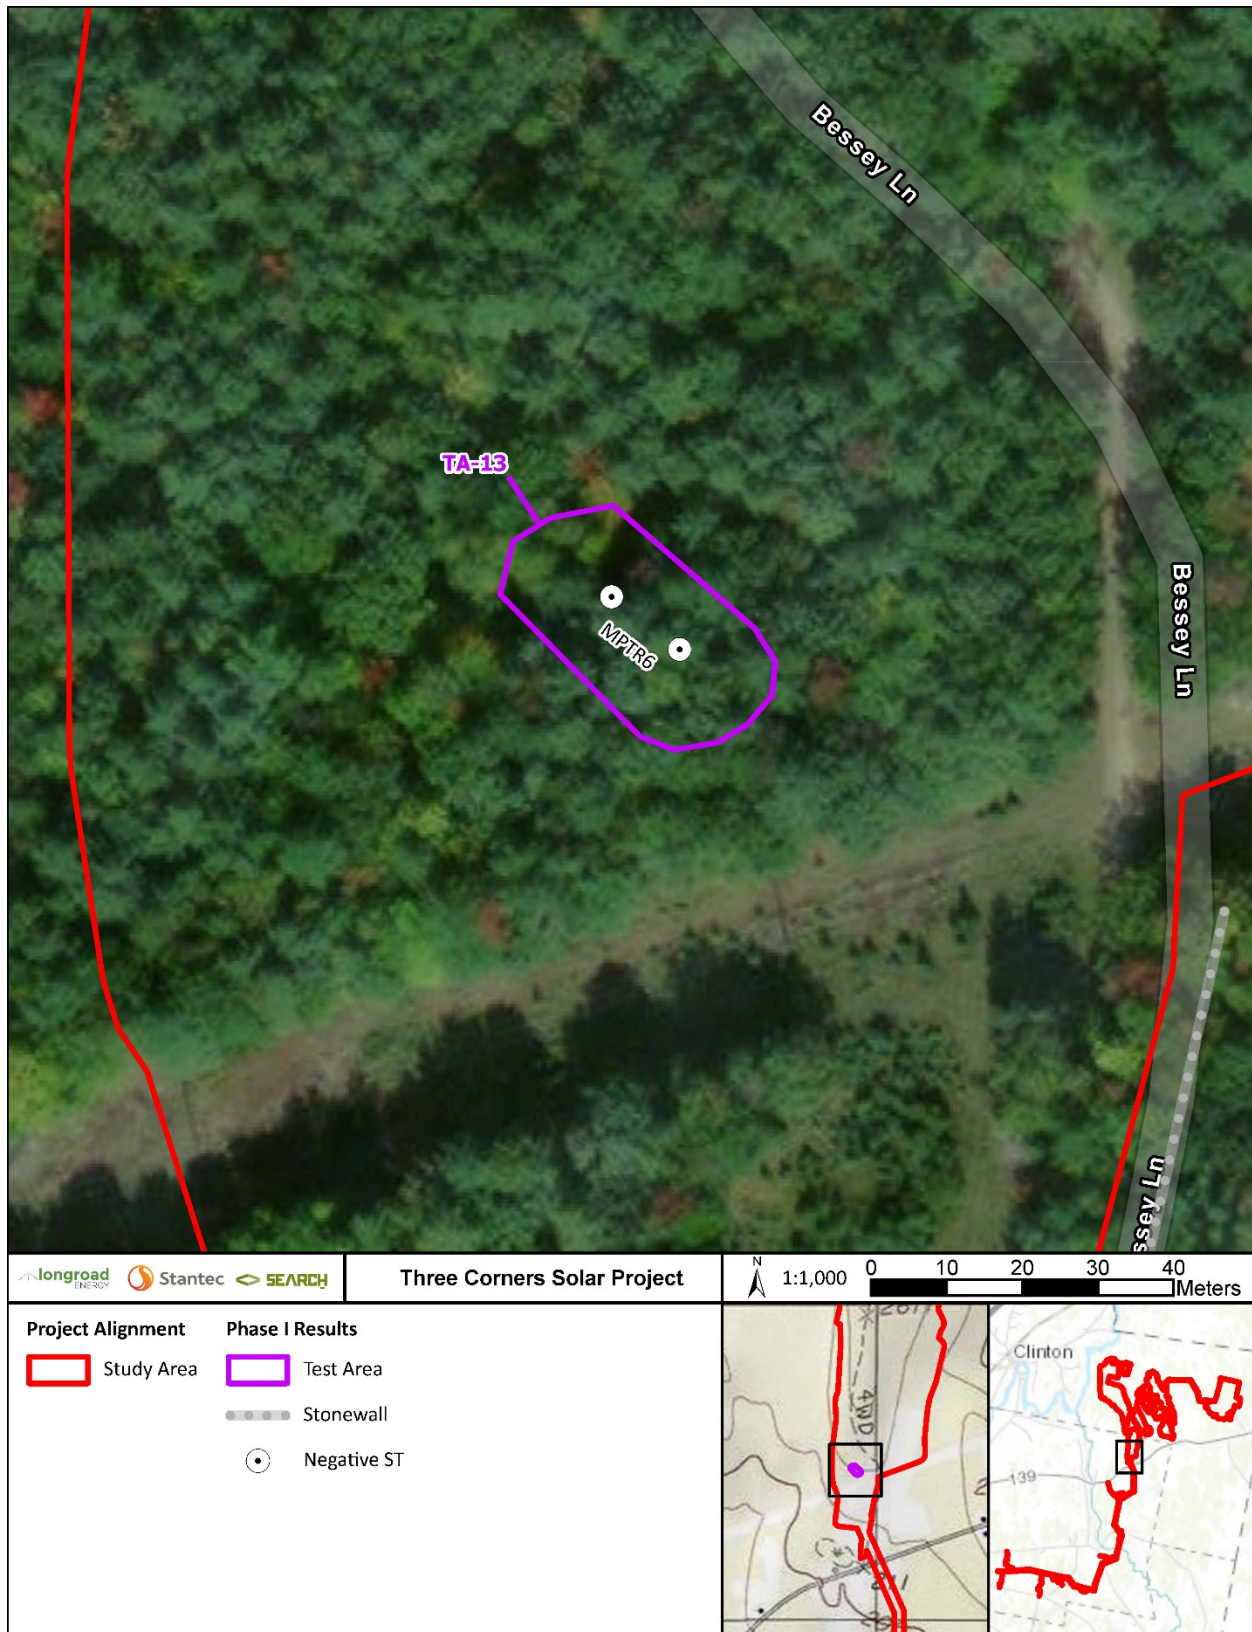 Bessey Ln
TA-13
MPTR6
Bessey Ln
ssey Ln
longroad
ENERGY
Stantec
SEARCH
Three Corners Solar Project
N
1:1,000
0 10 20 30 40
Meters
Project Alignment
Study Area
Phase I Results
Test Area
Stonewall
Negative ST
4WD
Clinton
139